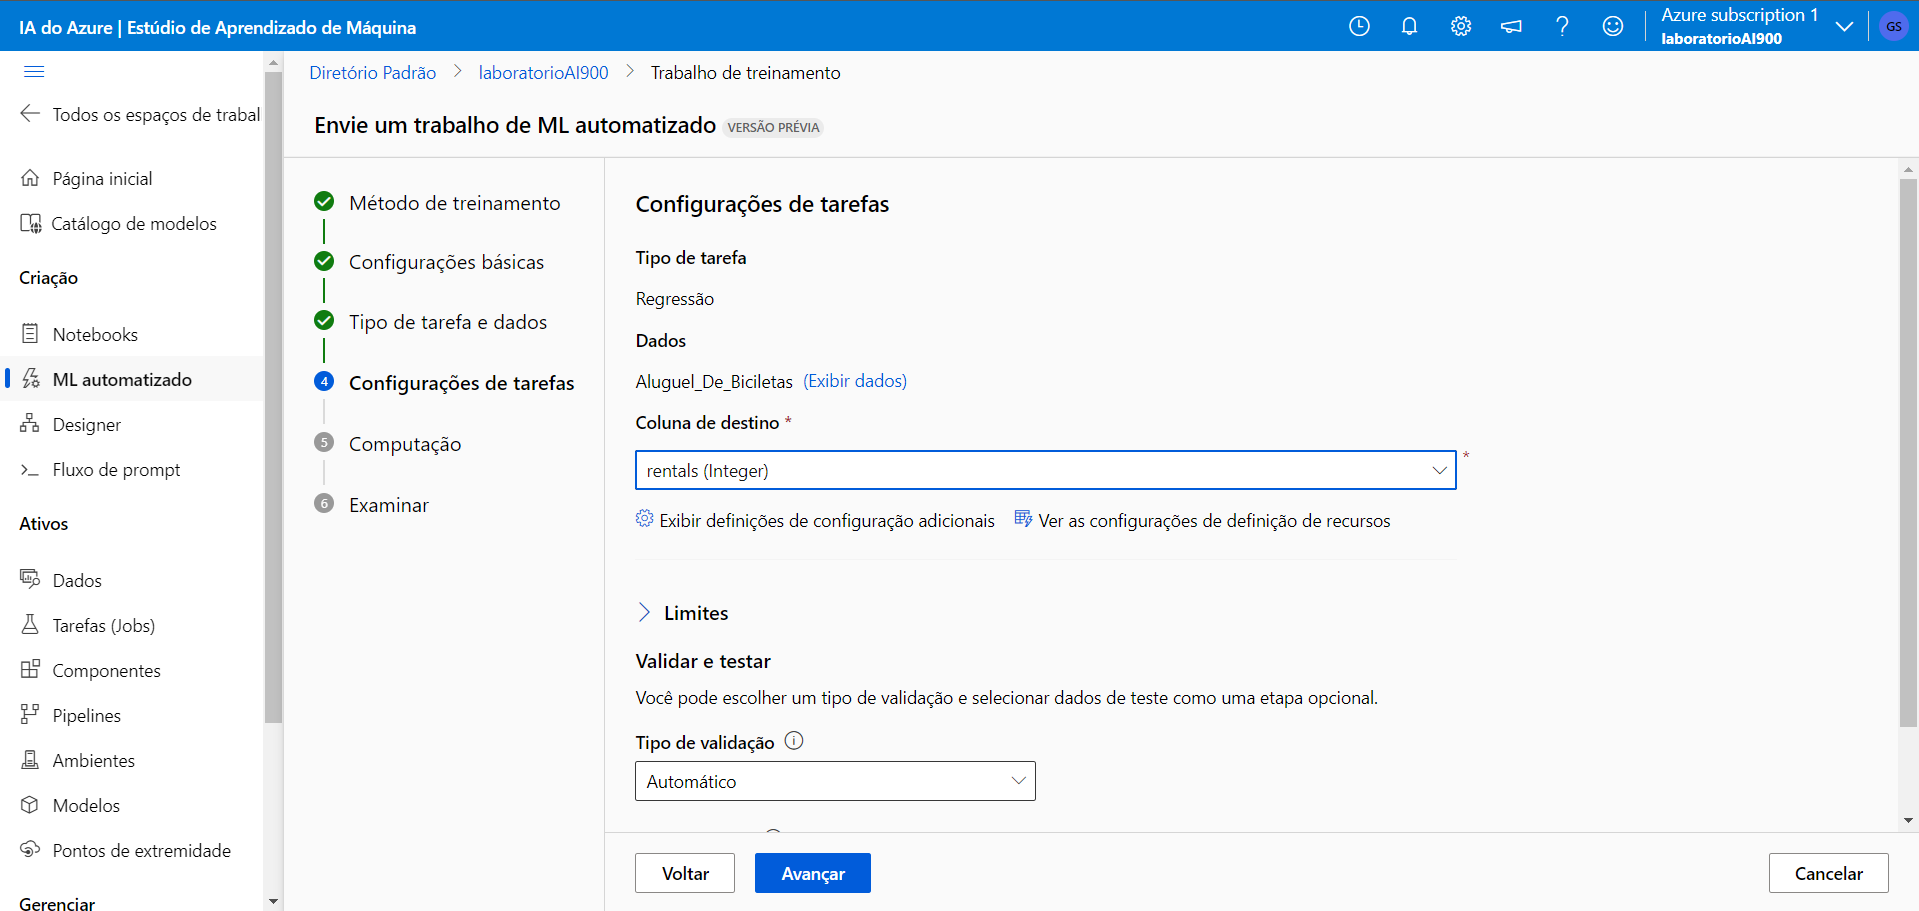 IA do Azure | Estúdio de Aprendizado de Máquina
Azure subscription 1
laboratorioAI900
GS
Todos os espaços de trabal
Página inicial
Catálogo de modelos
Criação
Notebooks
ML automatizado
Designer
Fluxo de prompt
Ativos
Dados
Tarefas (Jobs)
Componentes
Pipelines
Ambientes
Modelos
Pontos de extremidade
Gerenciar
Diretório Padrão > laboratorioAI900 > Trabalho de treinamento
Envie um trabalho de ML automatizado VERSÃO PRÉVIA
Método de treinamento
Configurações básicas
Tipo de tarefa e dados
4 Configurações de tarefas
5 Computação
6 Examinar
Configurações de tarefas
Tipo de tarefa
Regressão
Dados
Aluguel_De_Biciletas (Exibir dados)
Coluna de destino *
rentals (Integer) *
Exibir definições de configuração adicionais Ver as configurações de definição de recursos
Limites
Validar e testar
Você pode escolher um tipo de validação e selecionar dados de teste como uma etapa opcional.
Tipo de validação
Automático
Voltar Avançar Cancelar